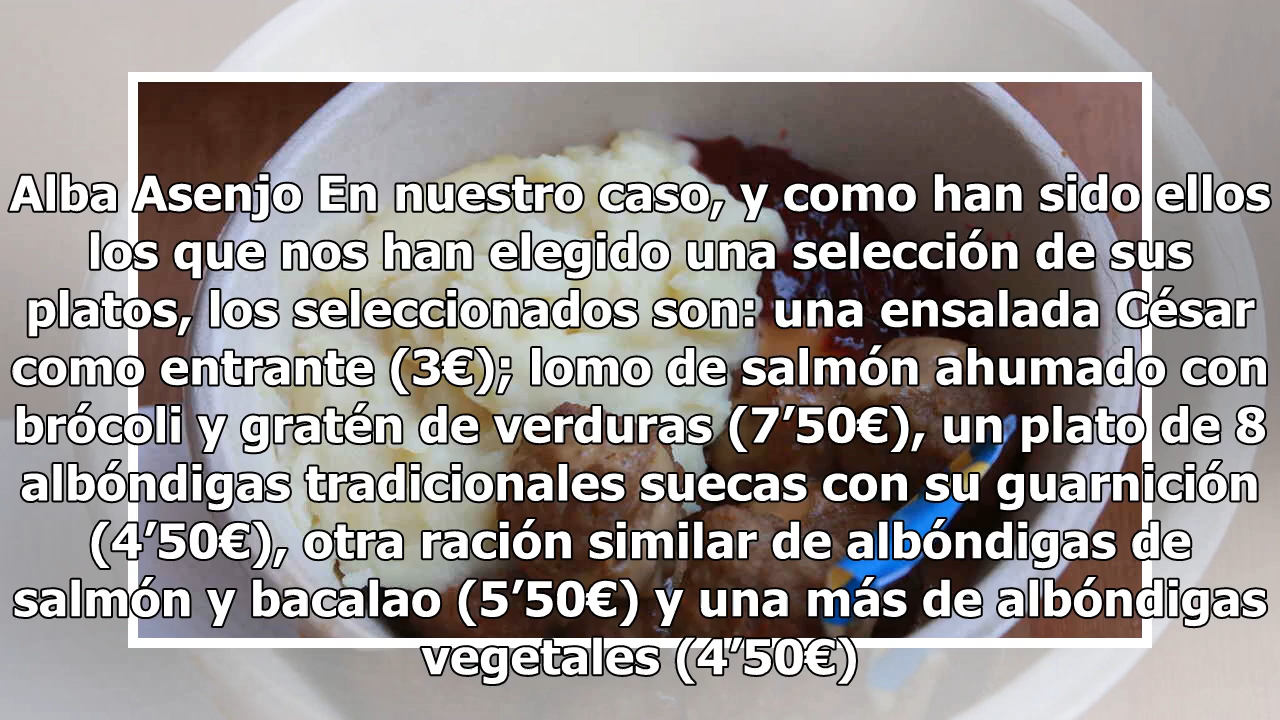 Alba Asenjo En nuestro caso, y como han sido ellos
los que nos han elegido una selección de sus
platos, los seleccionados son: una ensalada César
como entrante (3€); lomo de salmón ahumado con
brócoli y gratén de verduras (7’50€), un plato de 8
albóndigas tradicionales suecas con su guarnición
(4’50€), otra ración similar de albóndigas de
salmón y bacalao (5’50€) y una más de albóndigas
vegetales (4’50€)